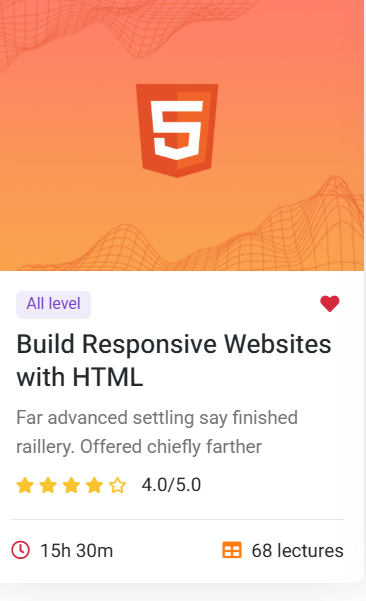 5
All level
Build Responsive Websites
with HTML
Far advanced settling say finished
raillery. Offered chiefly farther
4.0/5.0
15h 30m
68 lectures